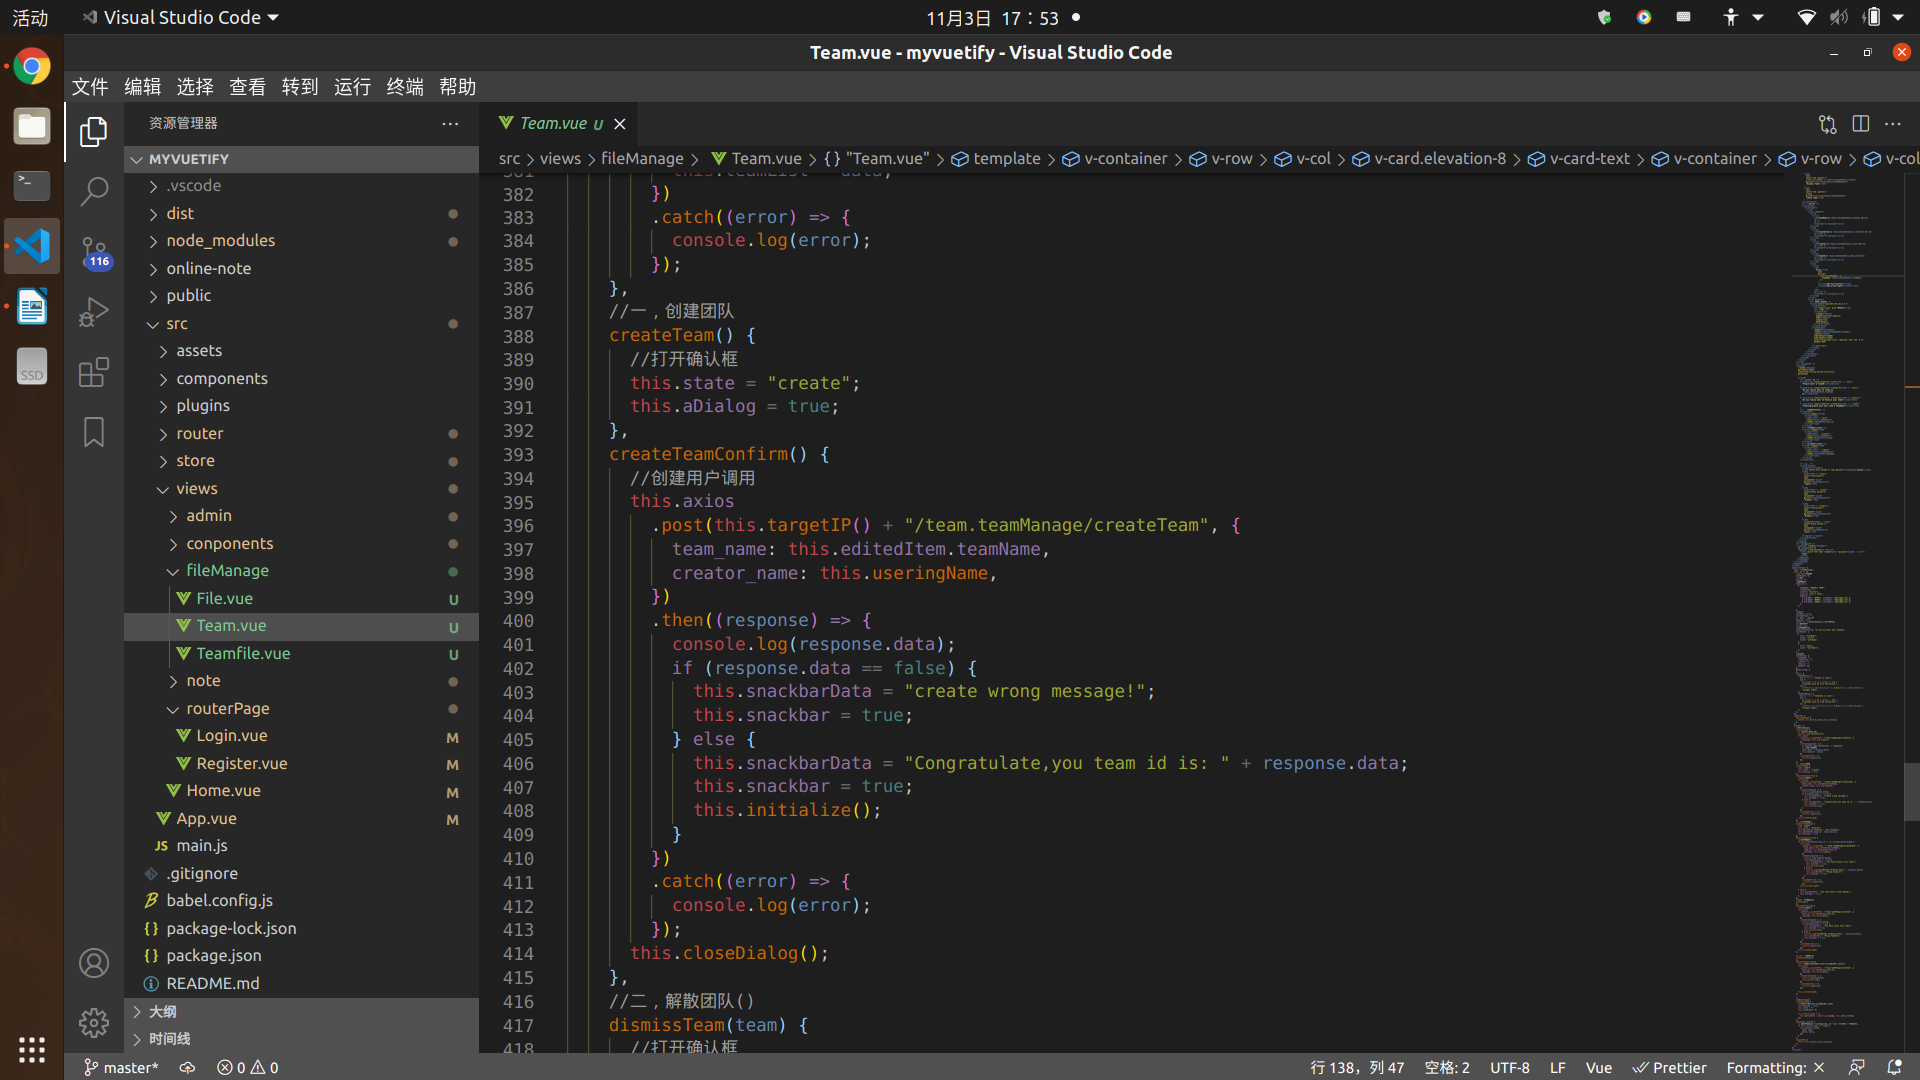 活动
Visual Studio Code
11月3日 17：53
Team.vue - myvuetify - Visual Studio Code
文件 编辑 选择 查看 转到 运行 终端 帮助
资源管理器
MYVUETIFY
.vscode
dist
node_modules
online-note
public
src
assets
components
plugins
router
store
views
admin
conponents
fileManage
File.vue U
Team.vue U
Teamfile.vue U
note
routerPage
Login.vue M
Register.vue M
Home.vue M
App.vue M
JS main.js
.gitignore
babel.config.js
{} package-lock.json
{} package.json
README.md
大纲
时间线
116
SSD
Team.vue U
src > views > fileManage > Team.vue > {} "Team.vue" > template > v-container > v-row > v-col > v-card.elevation-8 > v-card-text > v-container > v-row > v-col
381 this.teamList = data;
382 })
383 .catch((error) => {
384 console.log(error);
385 });
386 },
387 //一，创建团队
388 createTeam() {
389 //打开确认框
390 this.state = "create";
391 this.aDialog = true;
392 },
393 createTeamConfirm() {
394 //创建用户调用
395 this.axios
396 .post(this.targetIP() + "/team.teamManage/createTeam", {
397 team_name: this.editedItem.teamName,
398 creator_name: this.useringName,
399 })
400 .then((response) => {
401 console.log(response.data);
402 if (response.data == false) {
403 this.snackbarData = "create wrong message!";
404 this.snackbar = true;
405 } else {
406 this.snackbarData = "Congratulate,you team id is: " + response.data;
407 this.snackbar = true;
408 this.initialize();
409 }
410 })
411 .catch((error) => {
412 console.log(error);
413 });
414 this.closeDialog();
415 },
416 //二，解散团队()
417 dismissTeam(team) {
418 //打开确认框
master* 0 0 行 138，列 47 空格: 2 UTF-8 LF Vue Prettier Formatting: ×